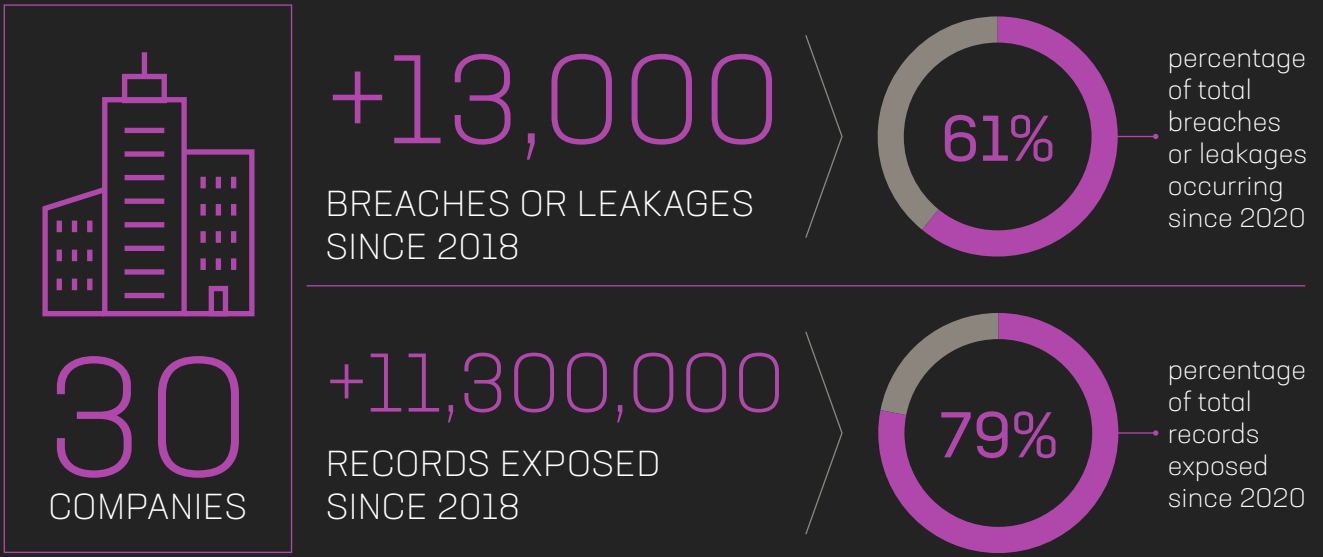 30
COMPANIES
+13,000
BREACHES OR LEAKAGES
SINCE 2018
61%
percentage
of total
breaches
or leakages
occurring
since 2020
+11,300,000
RECORDS EXPOSED
SINCE 2018
79%
percentage
of total
records
exposed
since 2020